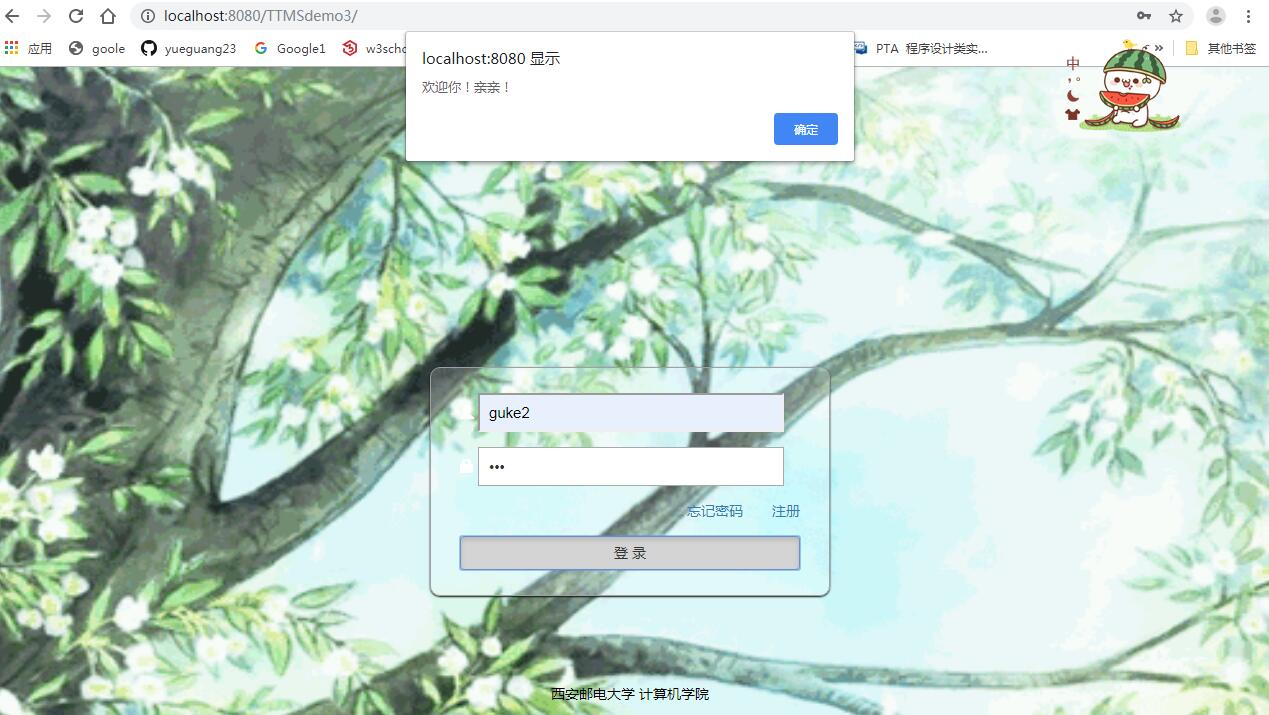 localhost:8080/TTMSdemo3/
应用 goole yueguang23 Google1 w3scho PTA 程序设计类实... 其他书签
localhost:8080 显示
欢迎你！亲亲！
确定
中
guke2
•••
忘记密码 注册
登 录
西安邮电大学 计算机学院